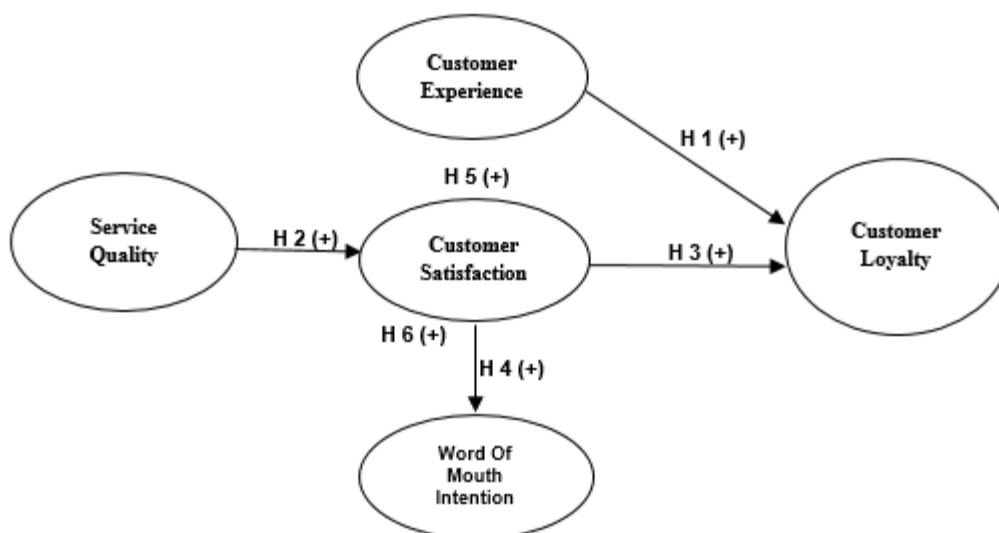 Customer
Experience
H 1 (+)
H 5 (+)
Service
Quality
H 2 (+)
Customer
Satisfaction
H 3 (+)
Customer
Loyalty
H 6 (+)
H 4 (+)
Word Of
Mouth
Intention